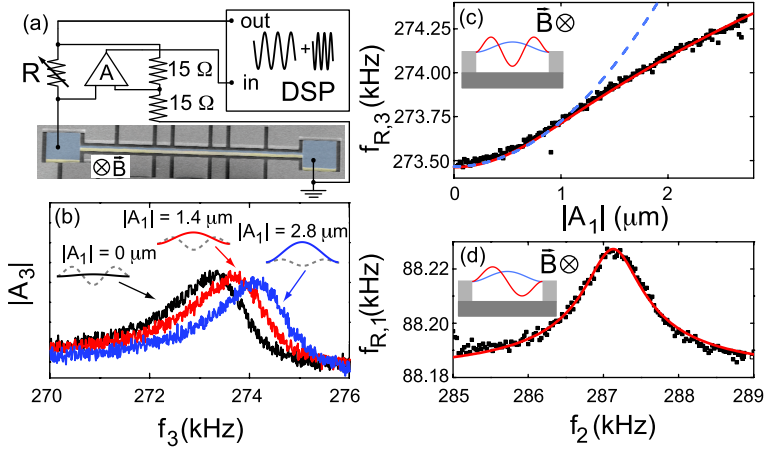 (a)
out
R
A
15 Ω
15 Ω
+
in
DSP
⊗ B⃗
(b)
|A₁| = 0 μm
|A₁| = 1.4 μm
|A₁| = 2.8 μm
|A₃|
270 272 274 276
f₃ (kHz)
(c)
B⃗ ⊗
f_R,3 (kHz)
274.25
274.00
273.75
273.50
0 1 2
|A₁| (μm)
(d)
B⃗ ⊗
f_R,1 (kHz)
88.22
88.20
88.18
285 286 287 288 289
f₂ (kHz)